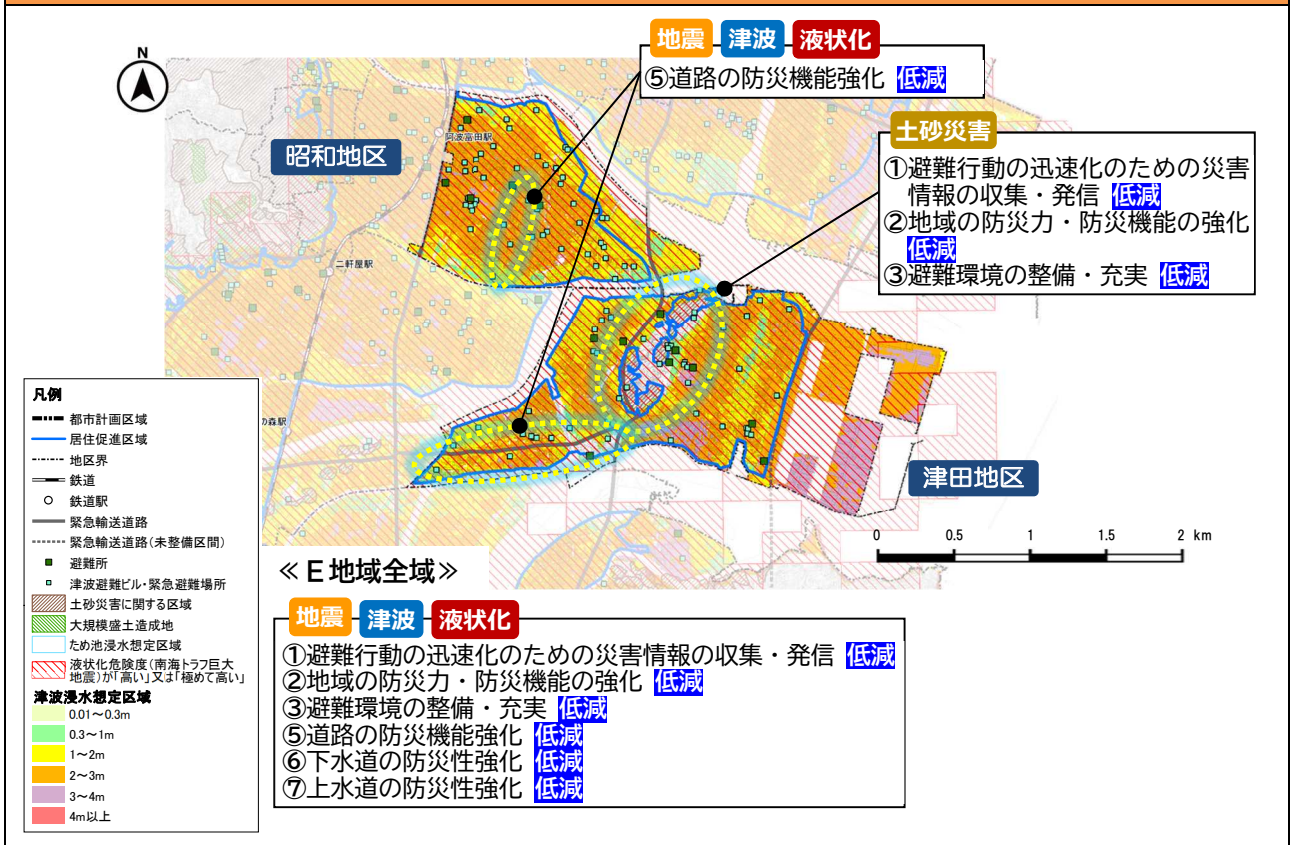 地震 津波 液状化
⑤道路の防災機能強化 低減
土砂災害
①避難行動の迅速化のための災害
情報の収集・発信 低減
②地域の防災力・防災機能の強化
低減
③避難環境の整備・充実 低減
N
昭和地区
阿波富田駅
二軒屋駅
の森駅
津田地区
0 0.5 1 1.5 2 km
凡例
都市計画区域
居住促進区域
地区界
鉄道
鉄道駅
緊急輸送道路
緊急輸送道路(未整備区間)
避難所
津波避難ビル・緊急避難場所
土砂災害に関する区域
大規模盛土造成地
ため池浸水想定区域
液状化危険度(南海トラフ巨大
地震)が「高い」又は「極めて高い」
津波浸水想定区域
0.01～0.3m
0.3～1m
1～2m
2～3m
3～4m
4m以上
≪E地域全域≫
地震 津波 液状化
①避難行動の迅速化のための災害情報の収集・発信 低減
②地域の防災力・防災機能の強化 低減
③避難環境の整備・充実 低減
⑤道路の防災機能強化 低減
⑥下水道の防災性強化 低減
⑦上水道の防災性強化 低減